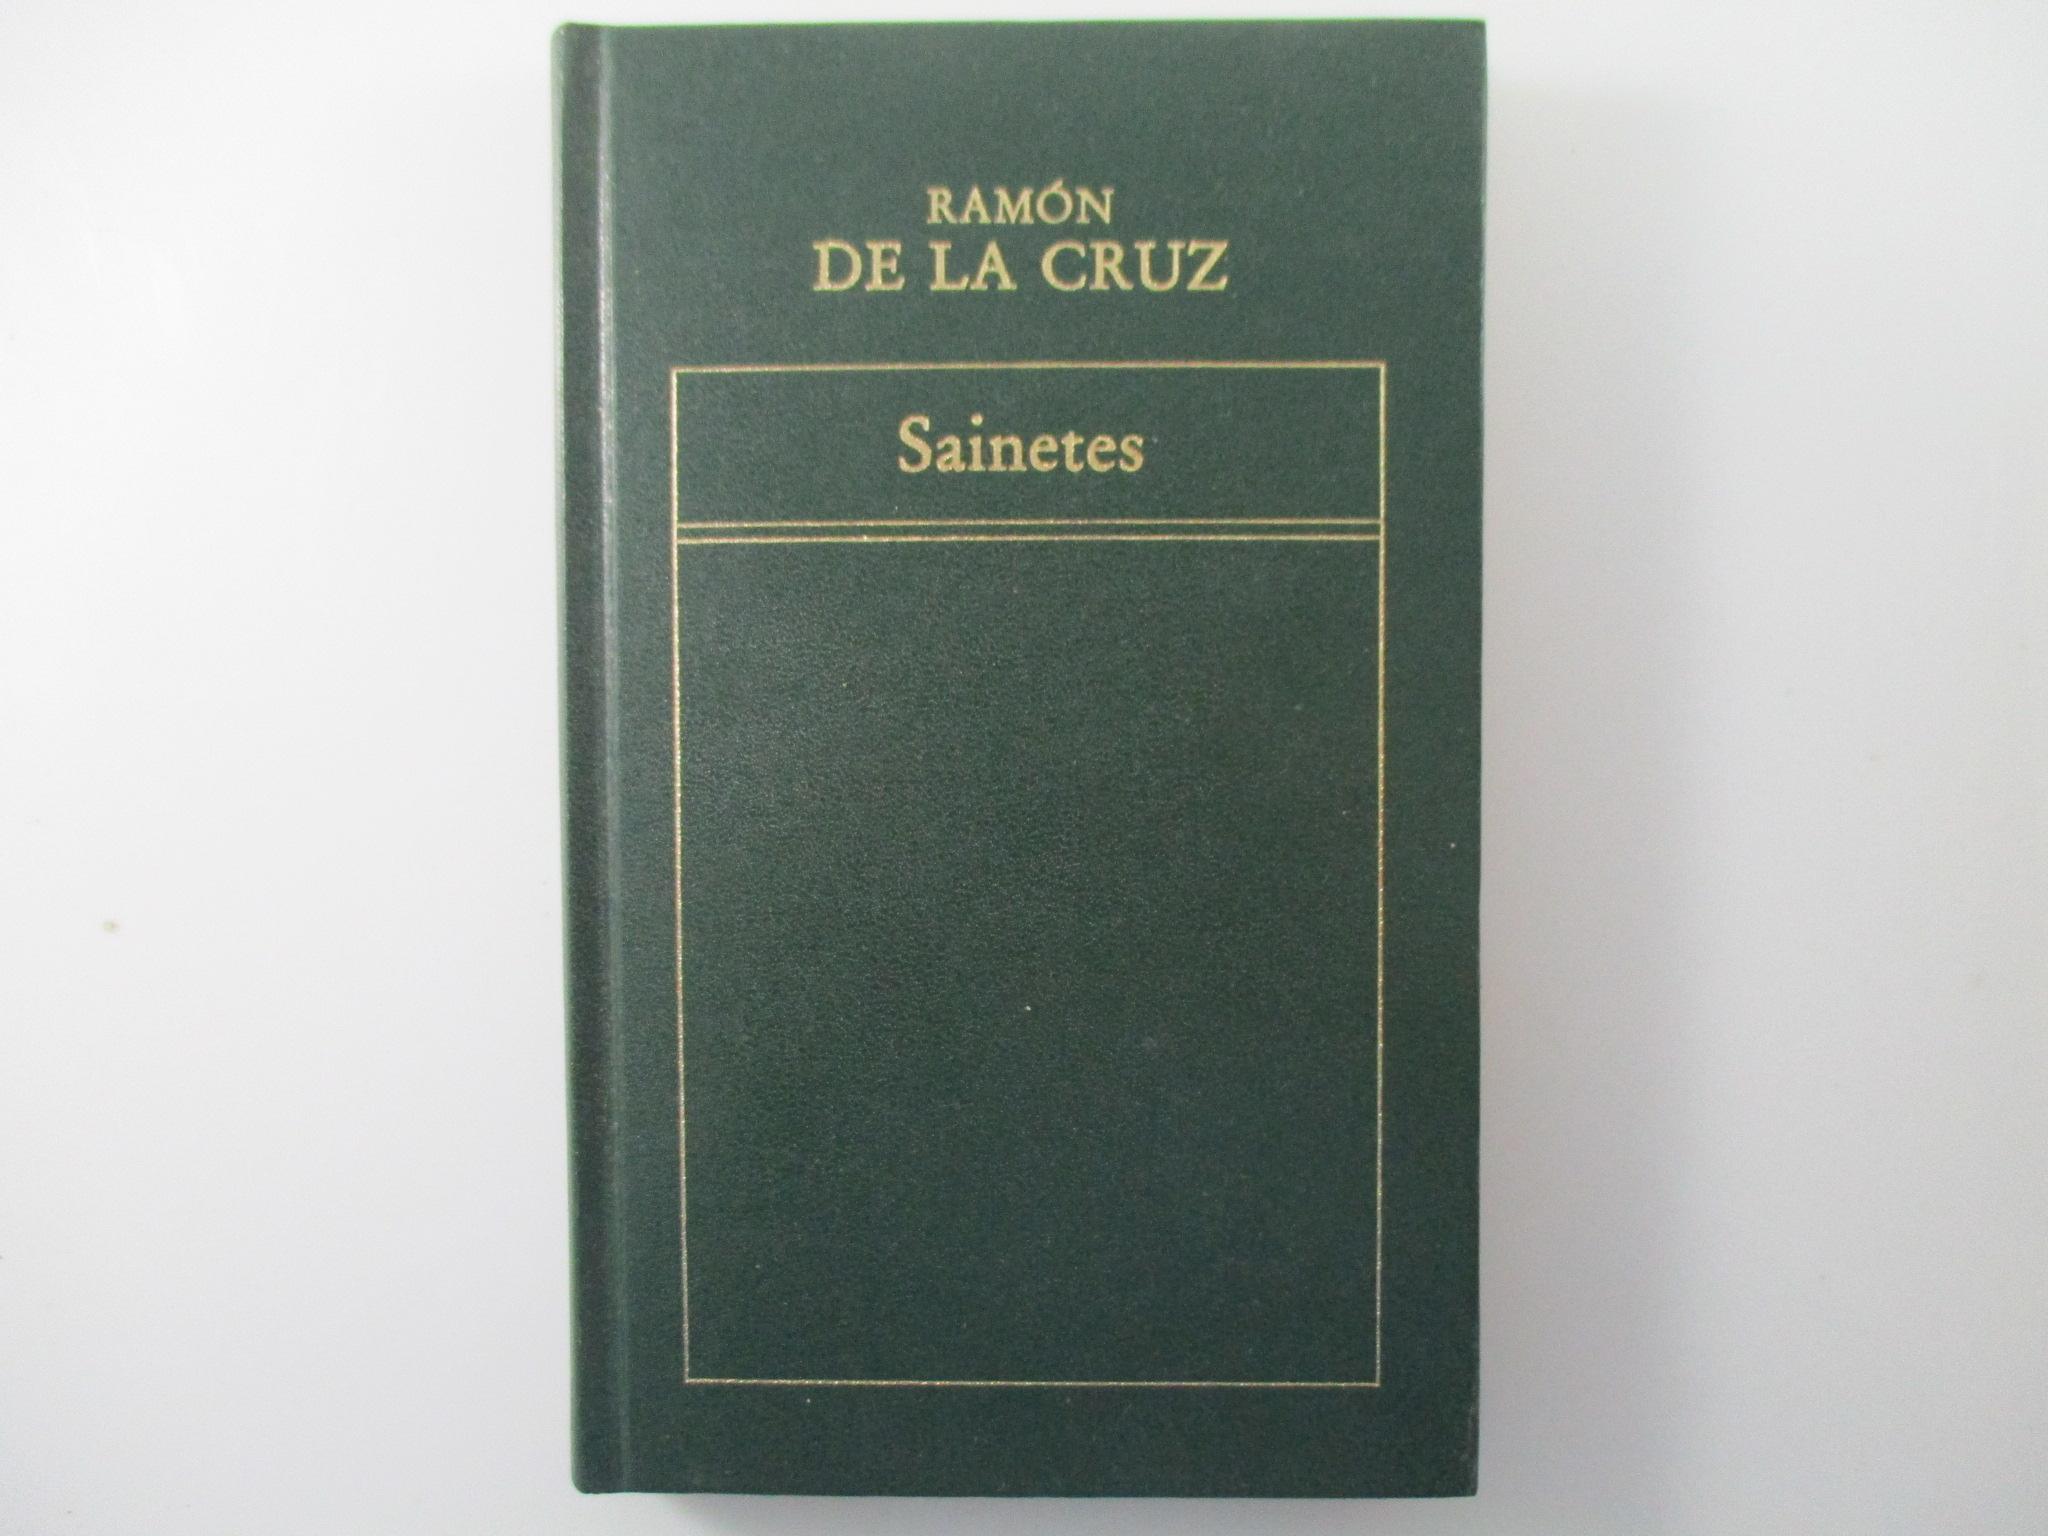 RAMÓN
DE LA CRUZ
Sainetes